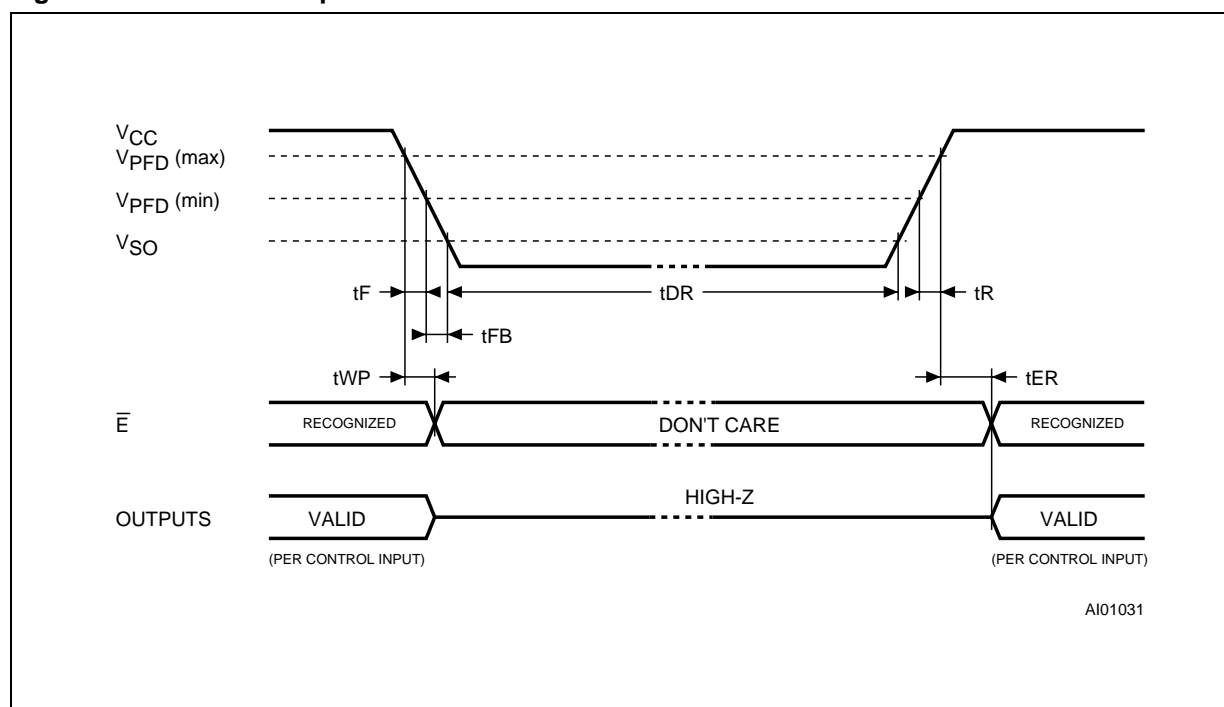 VCC
VPFD (max)
VPFD (min)
VSO
tF
tDR
tR
tFB
tWP
tER
E̅
RECOGNIZED
DON'T CARE
RECOGNIZED
HIGH-Z
OUTPUTS
VALID
VALID
(PER CONTROL INPUT)
(PER CONTROL INPUT)
AI01031